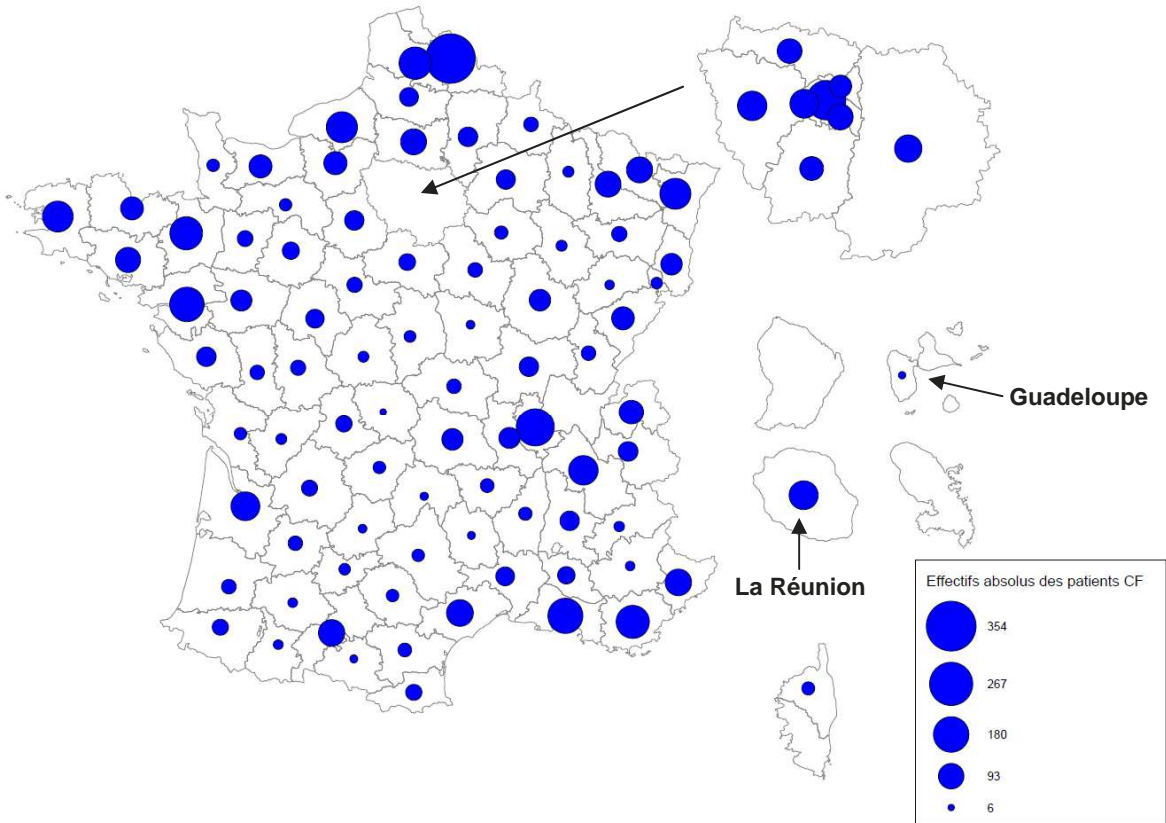 Guadeloupe
La Réunion
Effectifs absolus des patients CF
354
267
180
93
6